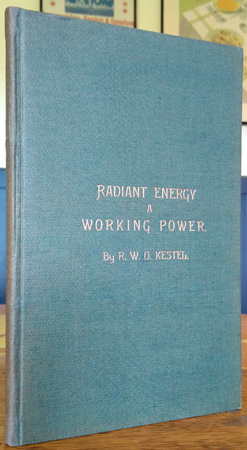 RADIANT ENERGY
A
WORKING POWER.
By R. W. O. KESTEL.